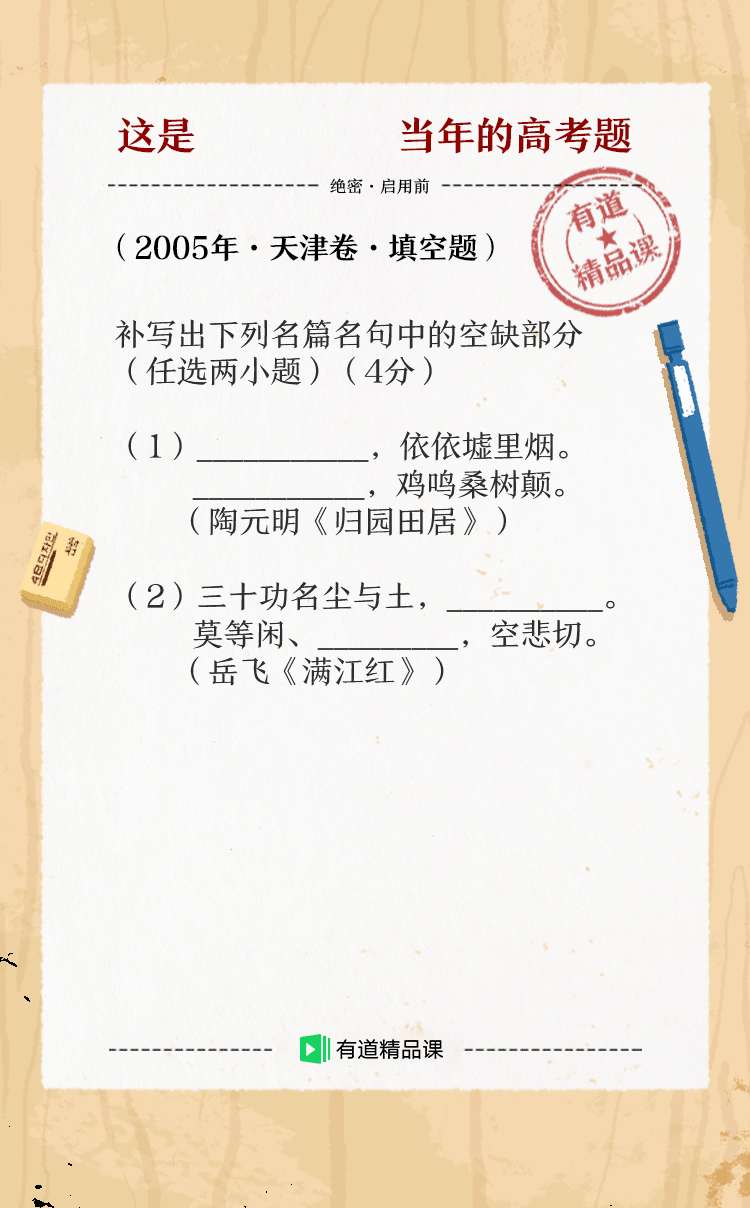 这是 当年的高考题
绝密·启用前
（2005年·天津卷·填空题）
有道
精品课
补写出下列名篇名句中的空缺部分
（任选两小题）（4分）
（1）___________，依依墟里烟。
___________，鸡鸣桑树颠。
（陶元明《归园田居》）
（2）三十功名尘与土，__________。
莫等闲、_________，空悲切。
（岳飞《满江红》）
有道精品课